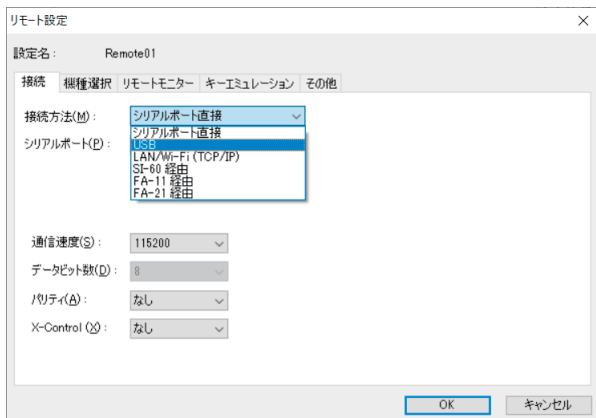 リモート設定
設定名： Remote01
接続 機種選択 リモートモニター キーエミュレーション その他
接続方法(M)： シリアルポート直接
シリアルポート直接
シリアルポート(P)：
USB
LAN/Wi-Fi (TCP/IP)
SI-60 経由
FA-11 経由
FA-21 経由
通信速度(S)： 115200
データビット数(D)： 8
パリティ(A)： なし
X-Control (X)： なし
OK キャンセル